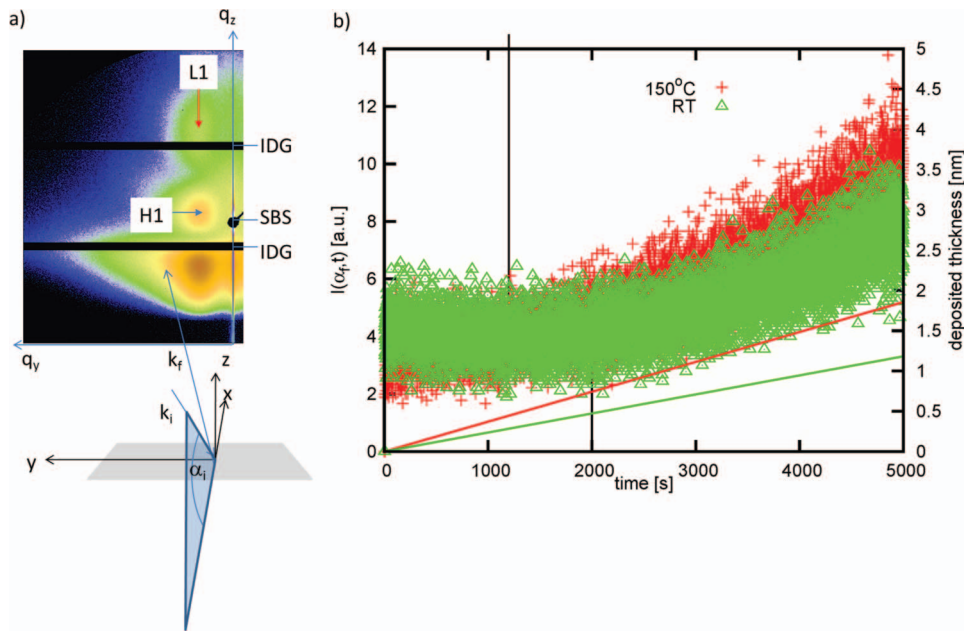 a)
q_z
L1
IDG
H1
SBS
IDG
q_y
k_f
z
x
k_i
y
α_i
b)
14
12
10
8
6
4
2
0
I(α_f,t) [a.u.]
150°C
RT
5
4.5
4
3.5
3
2.5
2
1.5
1
0.5
0
deposited thickness [nm]
0
1000
2000
3000
4000
5000
time [s]